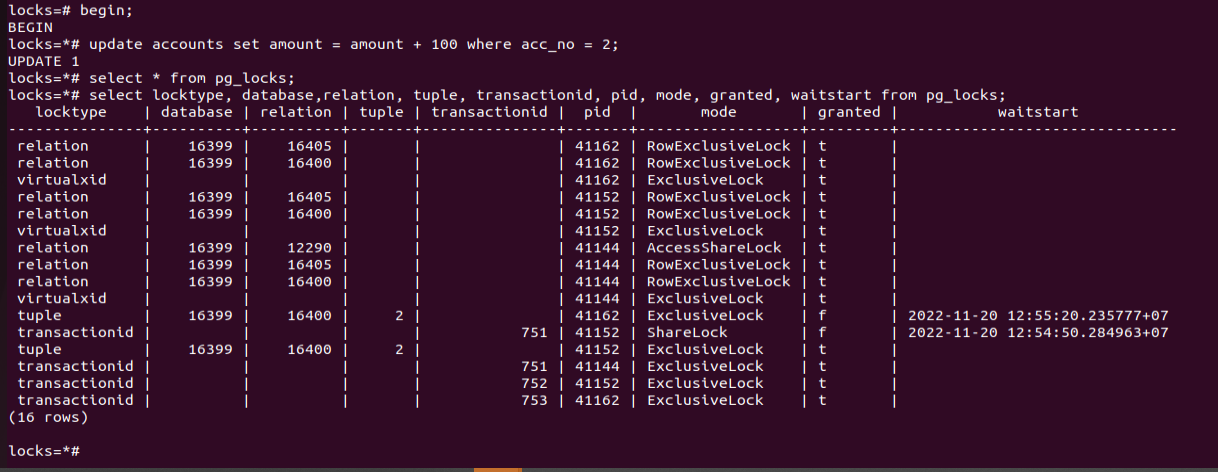 locks=# begin;
BEGIN
locks=*# update accounts set amount = amount + 100 where acc_no = 2;
UPDATE 1
locks=*# select * from pg_locks;
locks=*# select locktype, database,relation, tuple, transactionid, pid, mode, granted, waitstart from pg_locks;
   locktype    | database | relation | tuple | transactionid |  pid  |       mode       | granted |           waitstart
---------------+----------+----------+-------+---------------+-------+------------------+---------+-------------------------------
 relation      |    16399 |    16405 |       |               | 41162 | RowExclusiveLock | t       |
 relation      |    16399 |    16400 |       |               | 41162 | RowExclusiveLock | t       |
 virtualxid    |          |          |       |               | 41162 | ExclusiveLock    | t       |
 relation      |    16399 |    16405 |       |               | 41152 | RowExclusiveLock | t       |
 relation      |    16399 |    16400 |       |               | 41152 | RowExclusiveLock | t       |
 virtualxid    |          |          |       |               | 41152 | ExclusiveLock    | t       |
 relation      |    16399 |    12290 |       |               | 41144 | AccessShareLock  | t       |
 relation      |    16399 |    16405 |       |               | 41144 | RowExclusiveLock | t       |
 relation      |    16399 |    16400 |       |               | 41144 | RowExclusiveLock | t       |
 virtualxid    |          |          |       |               | 41144 | ExclusiveLock    | t       |
 tuple         |    16399 |    16400 |     2 |               | 41162 | ExclusiveLock    | f       | 2022-11-20 12:55:20.235777+07
 transactionid |          |          |       |           751 | 41152 | ShareLock        | f       | 2022-11-20 12:54:50.284963+07
 tuple         |    16399 |    16400 |     2 |               | 41152 | ExclusiveLock    | t       |
 transactionid |          |          |       |           751 | 41144 | ExclusiveLock    | t       |
 transactionid |          |          |       |           752 | 41152 | ExclusiveLock    | t       |
 transactionid |          |          |       |           753 | 41162 | ExclusiveLock    | t       |
(16 rows)

locks=*#